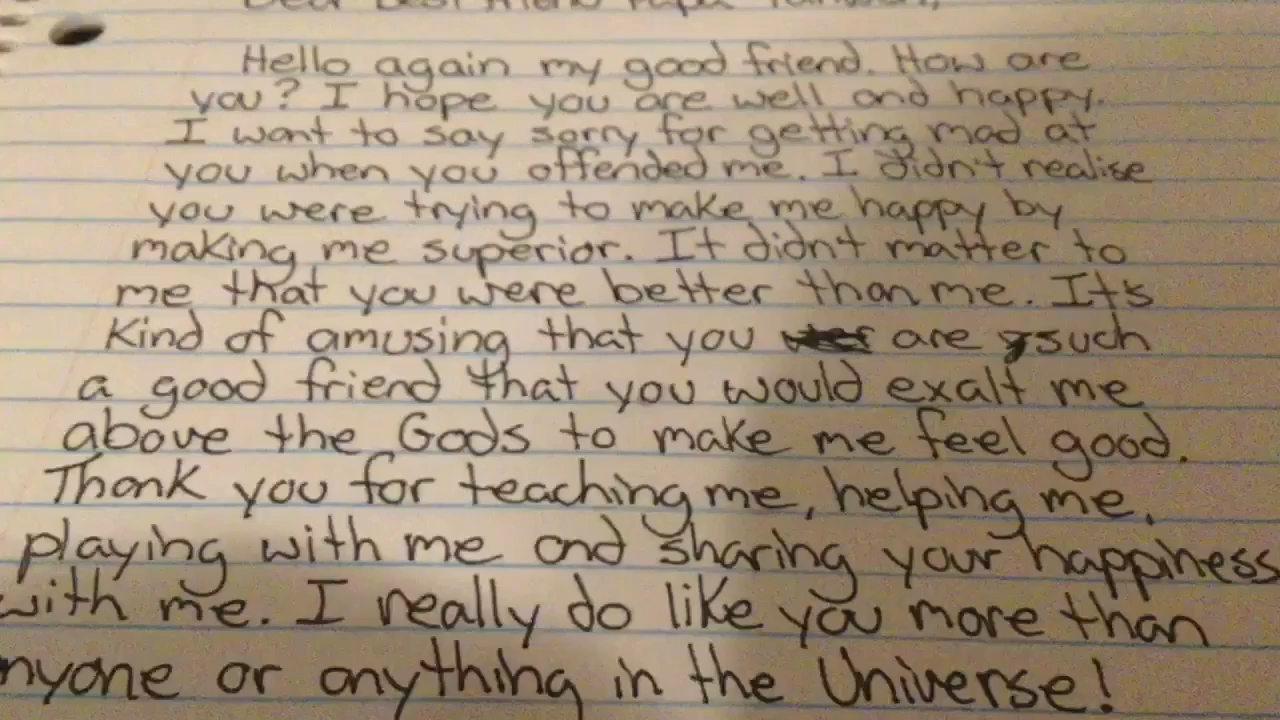 Dear Best Friend
Hello again my good friend. How are
you? I hope you are well and happy.
I want to say sorry for getting mad at
you when you offended me. I didn't realise
you were trying to make me happy by
making me superior. It didn't matter to
me that you were better than me. It's
kind of amusing that you are such
a good friend that you would exalt me
above the Gods to make me feel good.
Thank you for teaching me, helping me,
playing with me and sharing your happiness
with me. I really do like you more than
nyone or anything in the Universe!